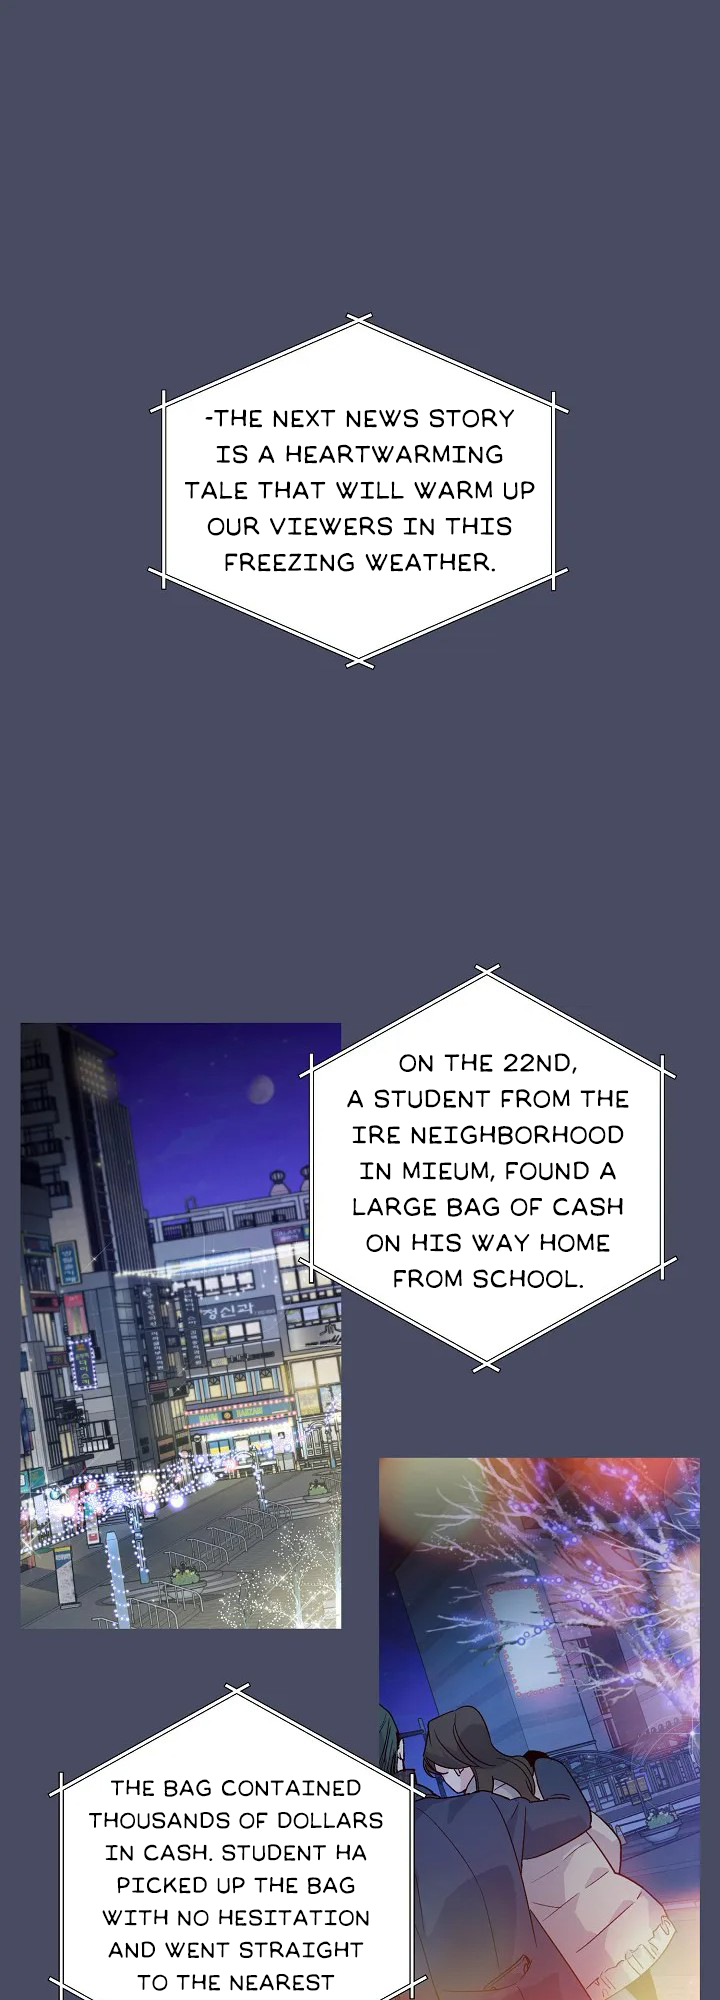 -THE NEXT NEWS STORY
IS A HEARTWARMING
TALE THAT WILL WARM UP
OUR VIEWERS IN THIS
FREEZING WEATHER.
ON THE 22ND,
A STUDENT FROM THE
IRE NEIGHBORHOOD
IN MIEUM, FOUND A
LARGE BAG OF CASH
ON HIS WAY HOME
FROM SCHOOL.
정신과
THE BAG CONTAINED
THOUSANDS OF DOLLARS
IN CASH. STUDENT HA
PICKED UP THE BAG
WITH NO HESITATION
AND WENT STRAIGHT
TO THE NEAREST